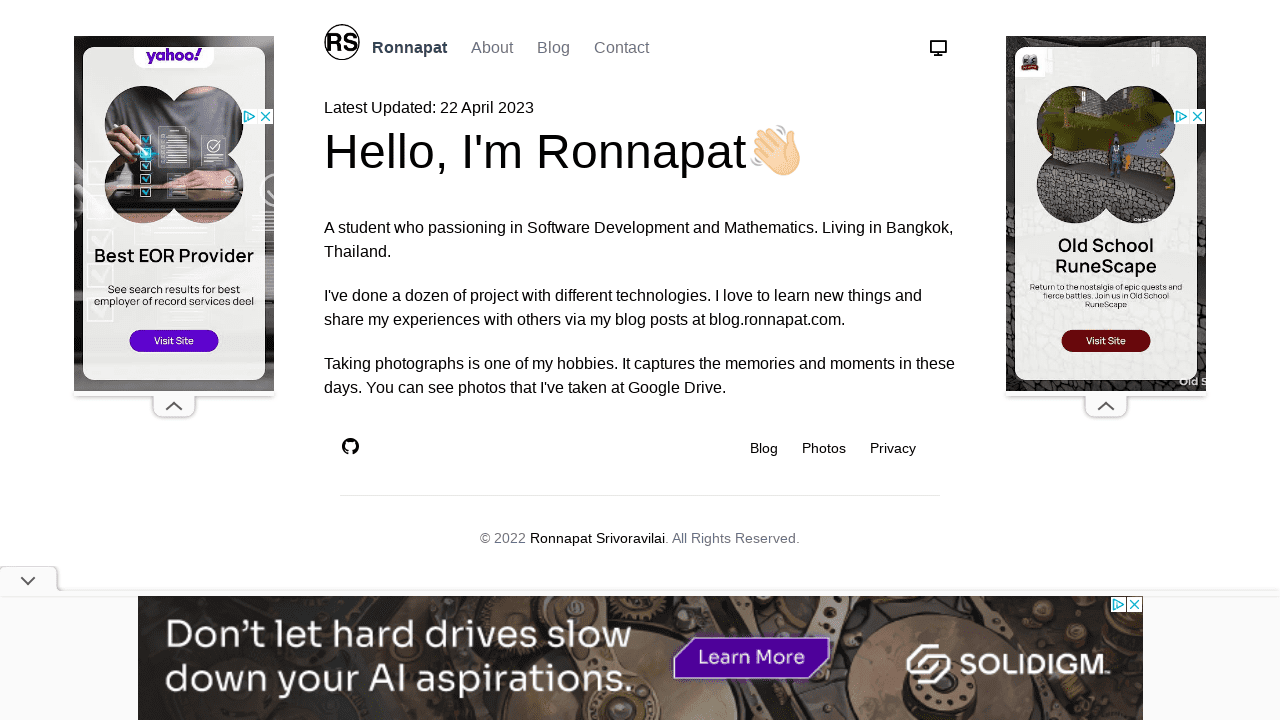 RS
Ronnapat About Blog Contact
Latest Updated: 22 April 2023
Hello, I'm Ronnapat
A student who passioning in Software Development and Mathematics. Living in Bangkok,
Thailand.
I've done a dozen of project with different technologies. I love to learn new things and
share my experiences with others via my blog posts at blog.ronnapat.com.
Taking photographs is one of my hobbies. It captures the memories and moments in these
days. You can see photos that I've taken at Google Drive.
Blog Photos Privacy
© 2022 Ronnapat Srivoravilai. All Rights Reserved.
yahoo!
Best EOR Provider
See search results for best
employer of record services deel
Visit Site
Old School
RuneScape
Return to the nostalgia of epic quests and
fierce battles. Join us in Old School
RuneScape
Visit Site
Old S
Don't let hard drives slow
down your AI aspirations.
Learn More
SOLIDIGM.